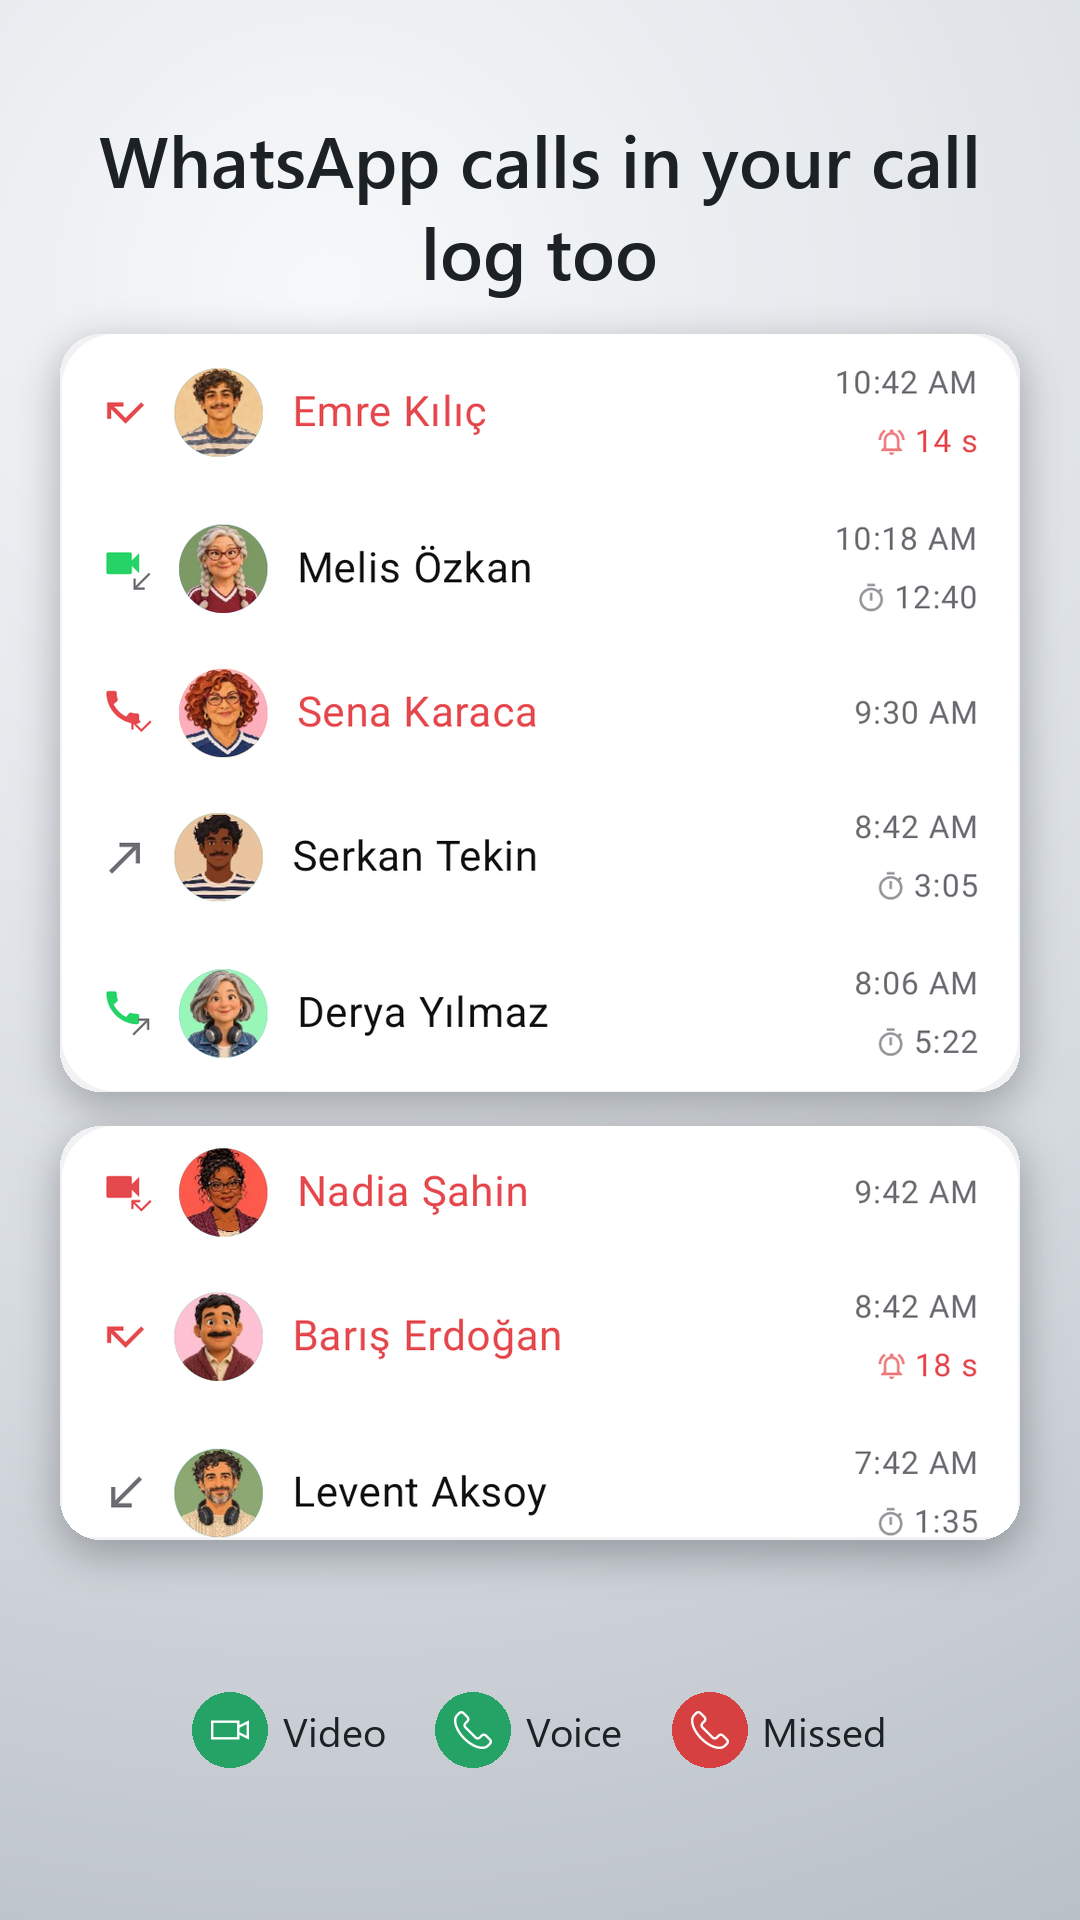 WhatsApp calls in your call
log too
Emre Kılıç
10:42 AM
14 s
Melis Özkan
10:18 AM
12:40
Sena Karaca
9:30 AM
Serkan Tekin
8:42 AM
3:05
Derya Yılmaz
8:06 AM
5:22
Nadia Şahin
9:42 AM
Barış Erdoğan
8:42 AM
18 s
Levent Aksoy
7:42 AM
1:35
Video
Voice
Missed